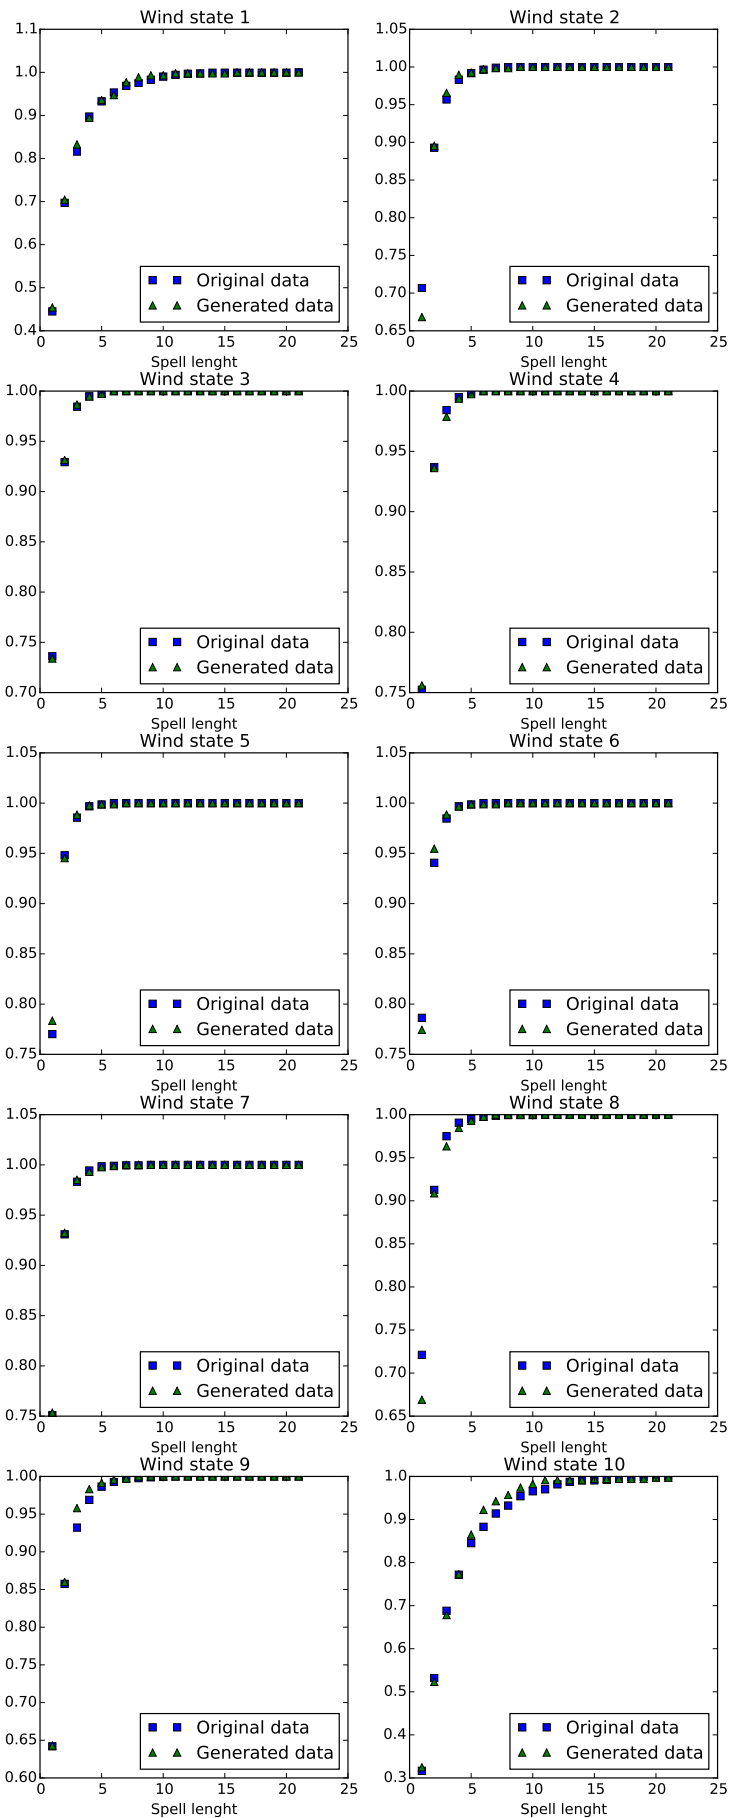 Wind state 1
1.1
1.0
0.9
0.8
0.7
0.6
0.5
0.4
Original data
Generated data
0 5 10 15 20 25
Spell lenght
Wind state 2
1.05
1.00
0.95
0.90
0.85
0.80
0.75
0.70
0.65
Original data
Generated data
0 5 10 15 20 25
Spell lenght
Wind state 3
1.00
0.95
0.90
0.85
0.80
0.75
0.70
Original data
Generated data
0 5 10 15 20 25
Spell lenght
Wind state 4
1.00
0.95
0.90
0.85
0.80
0.75
Original data
Generated data
0 5 10 15 20 25
Spell lenght
Wind state 5
1.05
1.00
0.95
0.90
0.85
0.80
0.75
Original data
Generated data
0 5 10 15 20 25
Spell lenght
Wind state 6
1.05
1.00
0.95
0.90
0.85
0.80
0.75
Original data
Generated data
0 5 10 15 20 25
Spell lenght
Wind state 7
1.05
1.00
0.95
0.90
0.85
0.80
0.75
Original data
Generated data
0 5 10 15 20 25
Spell lenght
Wind state 8
1.00
0.95
0.90
0.85
0.80
0.75
0.70
0.65
Original data
Generated data
0 5 10 15 20 25
Spell lenght
Wind state 9
1.00
0.95
0.90
0.85
0.80
0.75
0.70
0.65
0.60
Original data
Generated data
0 5 10 15 20 25
Spell lenght
Wind state 10
1.0
0.9
0.8
0.7
0.6
0.5
0.4
0.3
Original data
Generated data
0 5 10 15 20 25
Spell lenght